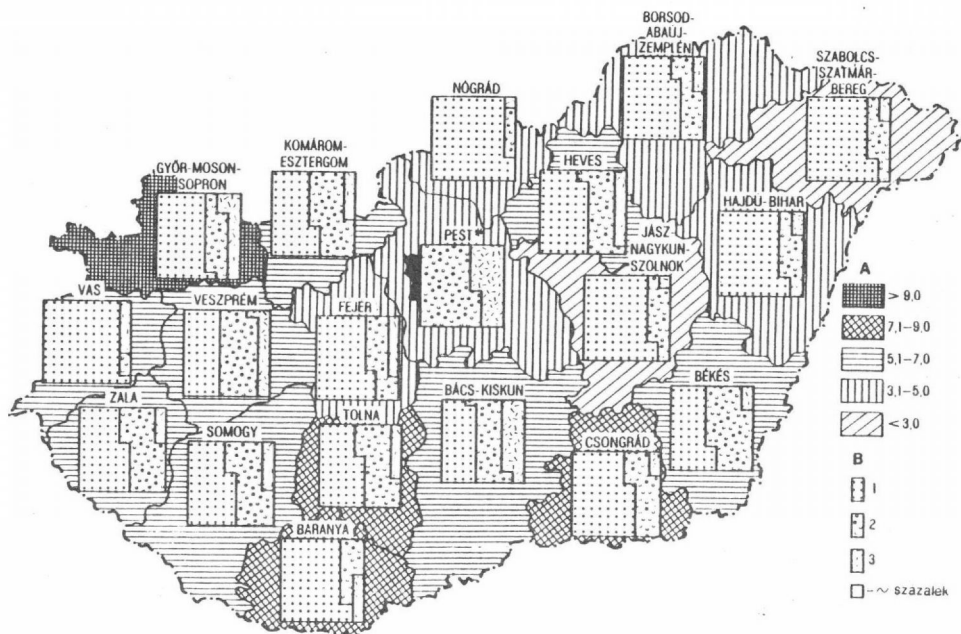 BORSOD-
ABAÚJ-
ZEMPLÉN
SZABOLCS-
SZATMÁR-
BEREG
NÓGRÁD
KOMÁROM-
ESZTERGOM
HEVES
GYŐR-MOSON-
SOPRON
HAJDU-BIHAR
PEST
JÁSZ-
NAGYKUN-
SZOLNOK
VAS
VESZPRÉM
FEJÉR
ZALA
SOMOGY
TOLNA
BÁCS-KISKUN
BÉKÉS
CSONGRÁD
BARANYA
A
> 9,0
7,1–9,0
5,1–7,0
3,1–5,0
< 3,0
B
1
2
3
-~ szazalek